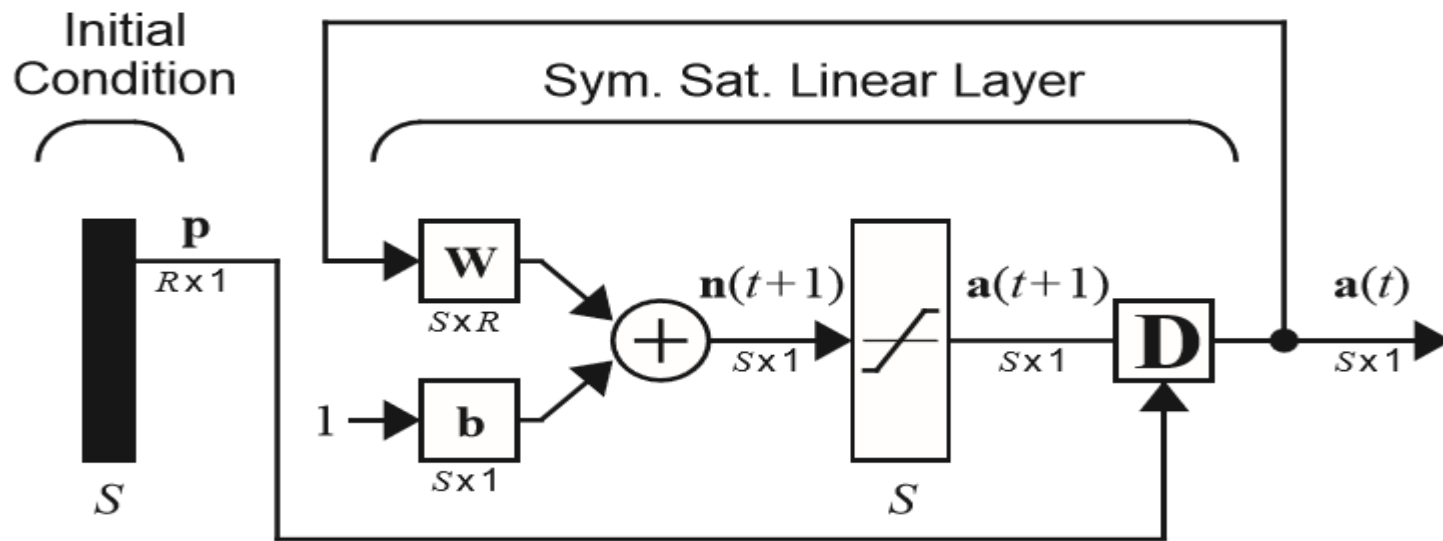 Initial
Condition
Sym. Sat. Linear Layer
p
R x 1
S
W
S x R
1
b
S x 1
+
n(t+1)
S x 1
S
a(t+1)
S x 1
D
a(t)
S x 1